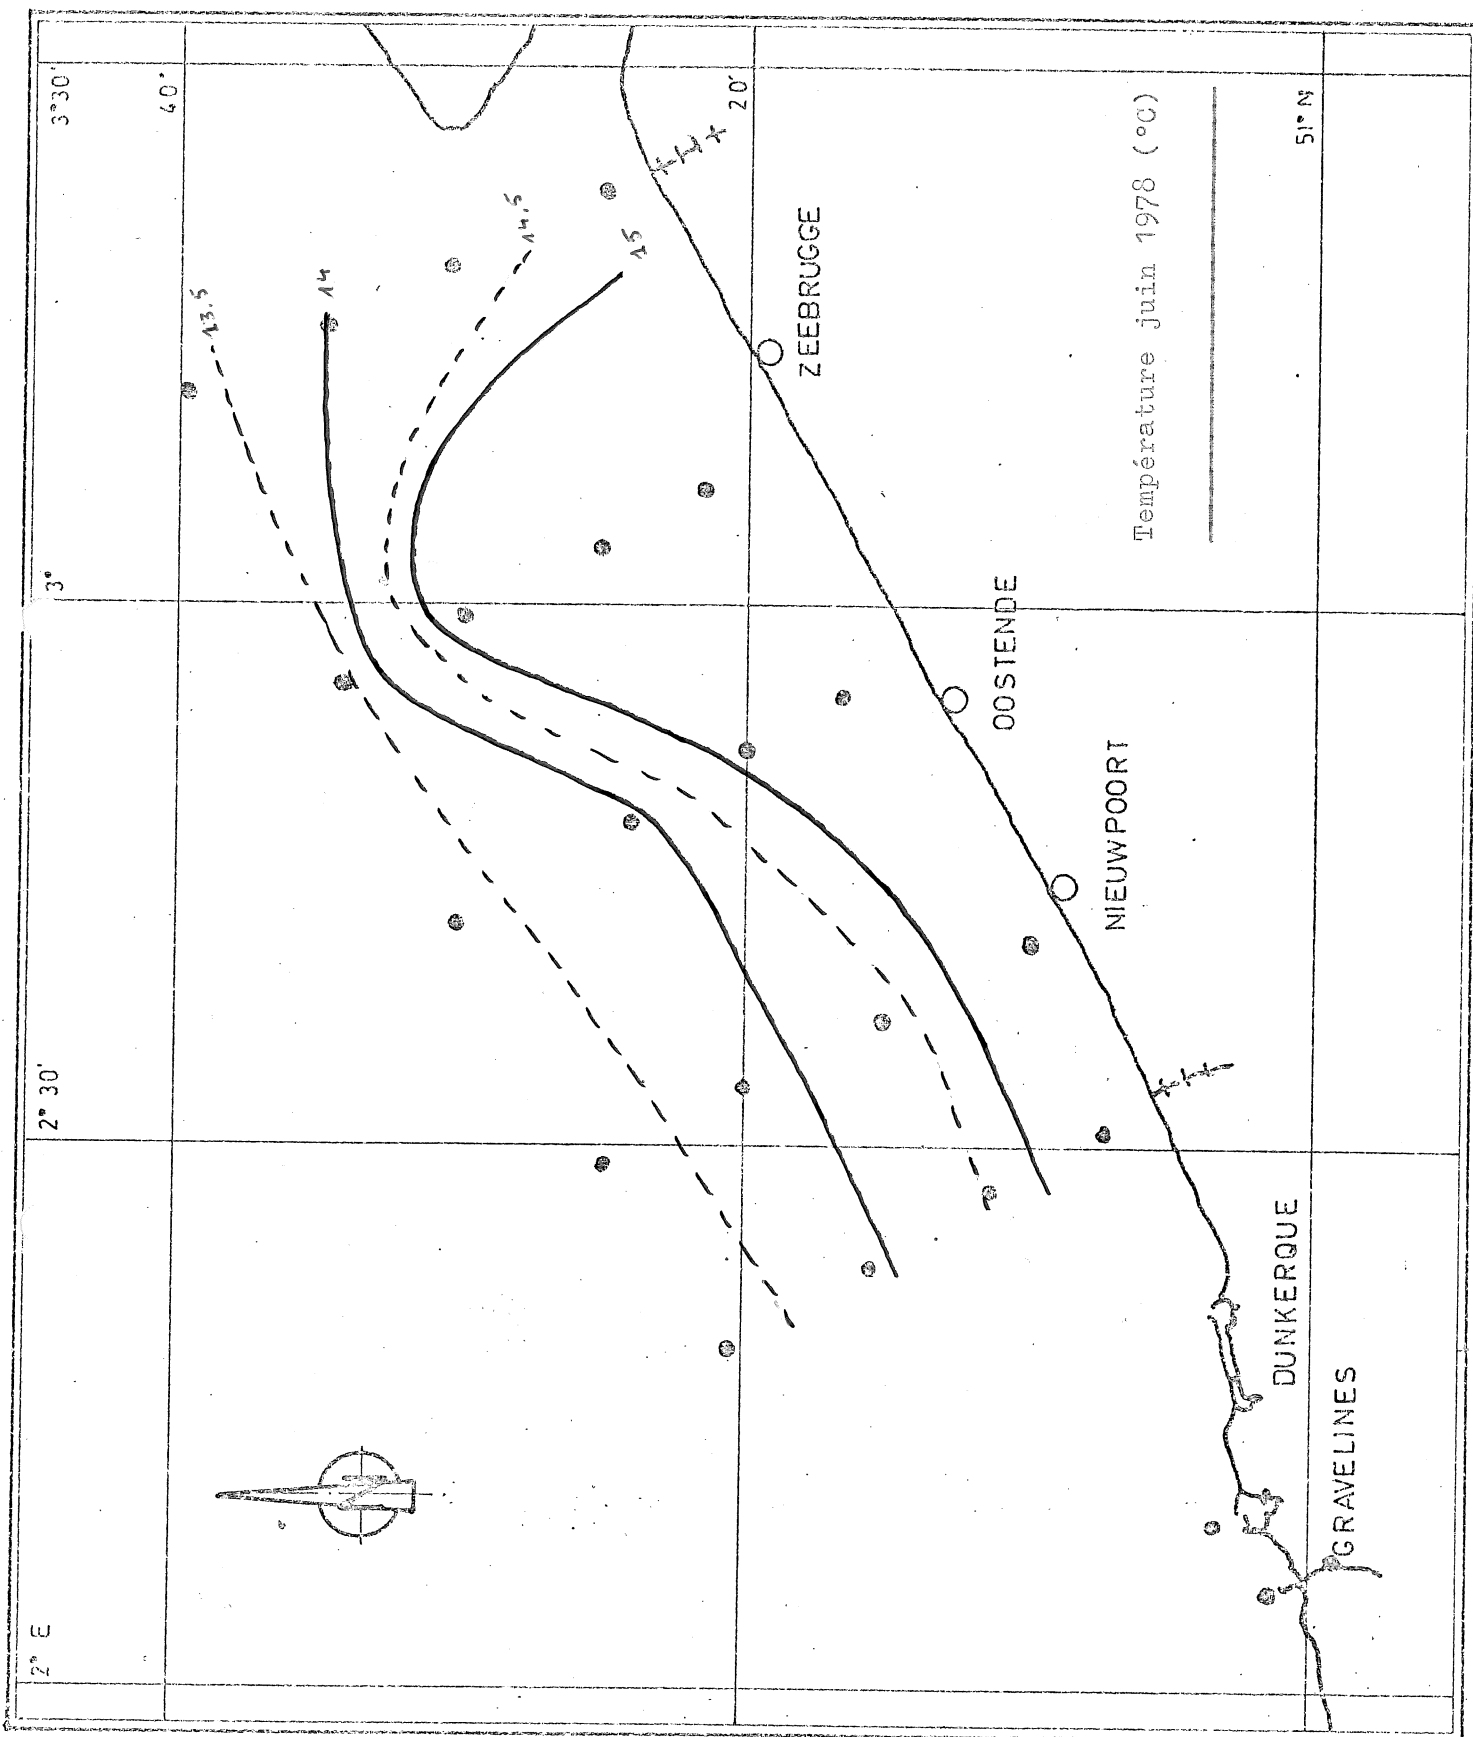 2° E
2° 30'
3°
3°30'
40'
20'
51° N
13.5
14
14.5
15
ZEEBRUGGE
OOSTENDE
NIEUWPOORT
DUNKERQUE
GRAVELINES
N
Température juin 1978 (°C)